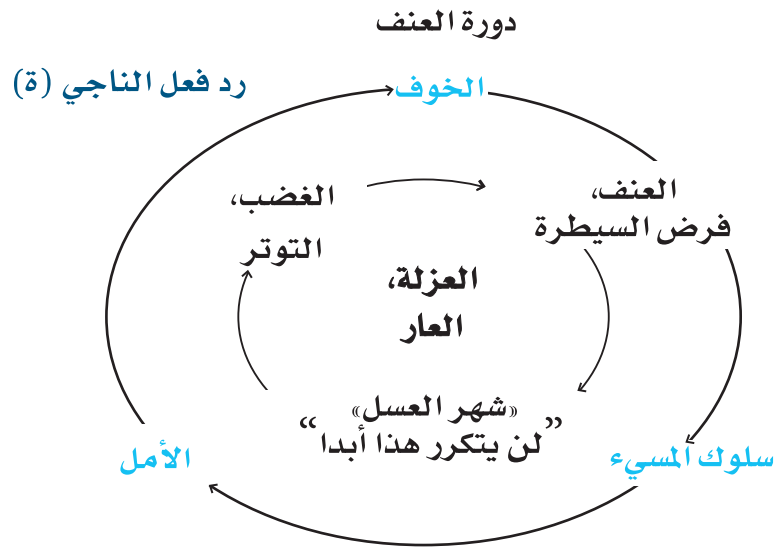 دورة العنف
رد فعل الناجي (ة)
الخوف
العنف،
فرض السيطرة
الغضب،
التوتر
العزلة،
العار
«شهر العسل»
”لن يتكرر هذا أبدا“
سلوك المسيء
الأمل